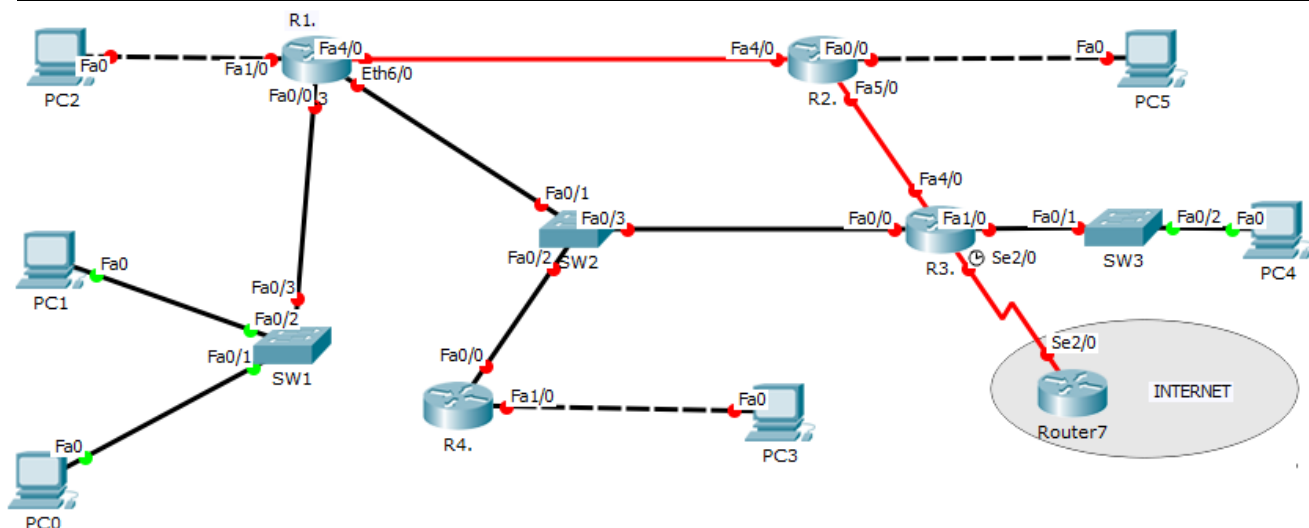 R1.
Fa0
Fa1/0
Fa4/0
Eth6/0
Fa0/0
3
PC2
Fa4/0
Fa0/0
R2.
Fa5/0
Fa0
PC5
Fa0
PC1
Fa0/3
Fa0/2
Fa0/1
SW1
Fa0
PC0
Fa0/1
Fa0/3
Fa0/2
SW2
Fa0/0
Fa4/0
Fa1/0
R3.
Se2/0
Fa0/1
SW3
Fa0/2
Fa0
PC4
Fa0/0
Fa1/0
R4.
Fa0
PC3
Se2/0
Router7
INTERNET